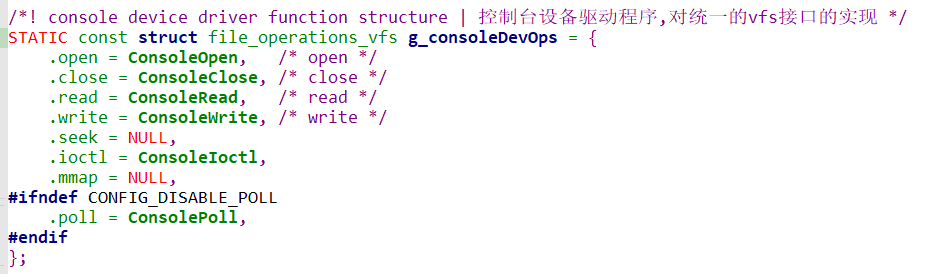 /*! console device driver function structure | 控制台设备驱动程序,对统一的vfs接口的实现 */
STATIC const struct file_operations_vfs g_consoleDevOps = {
    .open = ConsoleOpen,   /* open */
    .close = ConsoleClose, /* close */
    .read = ConsoleRead,   /* read */
    .write = ConsoleWrite, /* write */
    .seek = NULL,
    .ioctl = ConsoleIoctl,
    .mmap = NULL,
#ifndef CONFIG_DISABLE_POLL
    .poll = ConsolePoll,
#endif
};